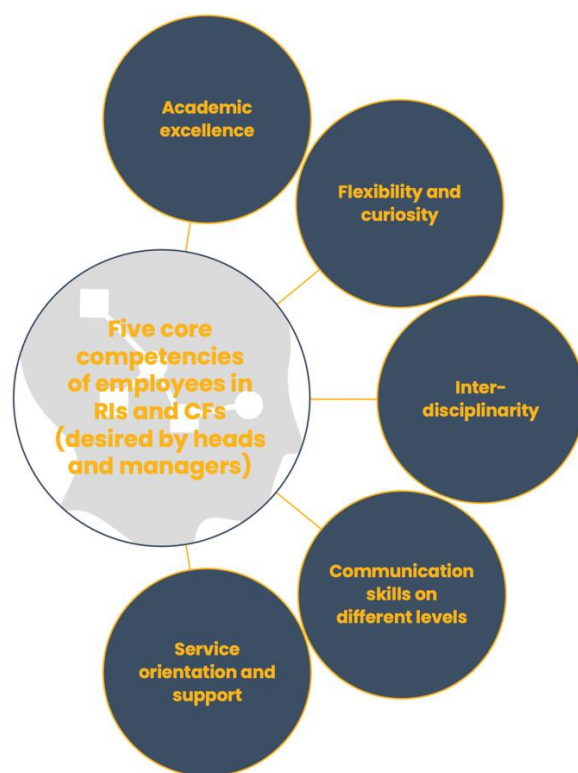 Academic
excellence
Flexibility and
curiosity
Five core
competencies
of employees in
RIs and CFs
(desired by heads
and managers)
Inter-
disciplinarity
Communication
skills on
different levels
Service
orientation and
support